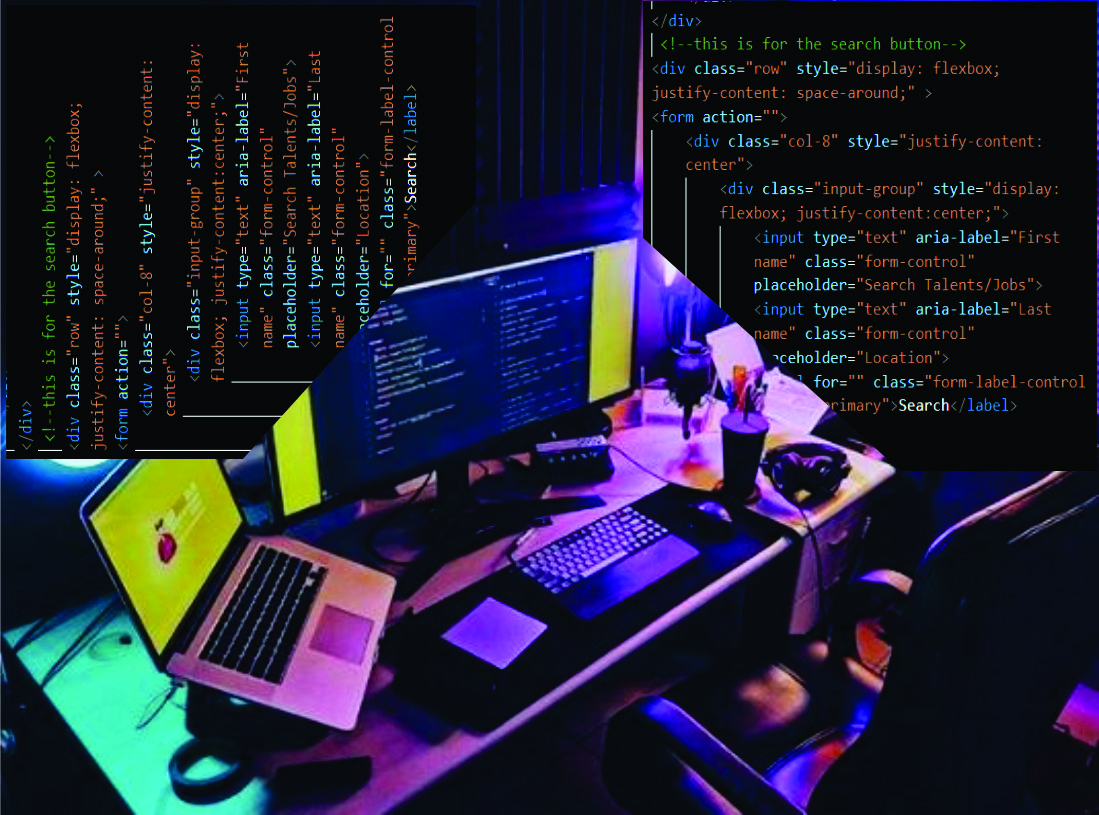 </div>
<!--this is for the search button-->
<div class="row" style="display: flexbox;
justify-content: space-around;" >
<form action="">
<div class="col-8" style="justify-content:
center">
<div class="input-group" style="display:
flexbox; justify-content:center;">
<input type="text" aria-label="First
name" class="form-control"
placeholder="Search Talents/Jobs">
<input type="text" aria-label="Last
name" class="form-control"
aceholder="Location">
for="" class="form-label-control
rimary">Search</label>
</div>
<!--this is for the search button-->
<div class="row" style="display: flexbox;
justify-content: space-around;" >
<form action="">
<div class="col-8" style="justify-content:
center">
<div class="input-group" style="display:
flexbox; justify-content:center;">
<input type="text" aria-label="First
name" class="form-control"
placeholder="Search Talents/Jobs">
<input type="text" aria-label="Last
name" class="form-control"
aceholder="Location">
for="" class="form-label-control
primary">Search</label>